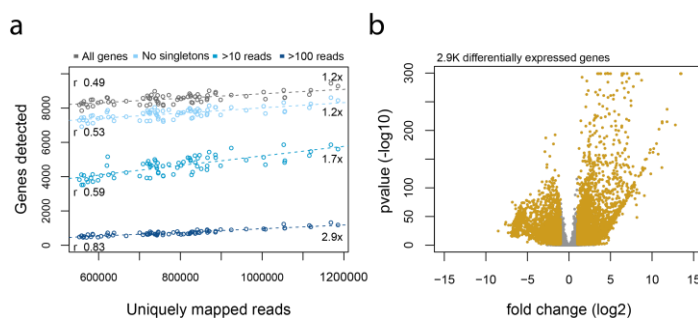 a
All genes No singletons >10 reads >100 reads
Genes detected
0 2000 4000 6000 8000
r 0.49
1.2x
r 0.53
1.2x
r 0.59
1.7x
r 0.83
2.9x
600000 800000 1000000 1200000
Uniquely mapped reads
b
2.9K differentially expressed genes
pvalue (-log10)
300
200
150
100
50
0
−15 −10 −5 0 5 10 15
fold change (log2)